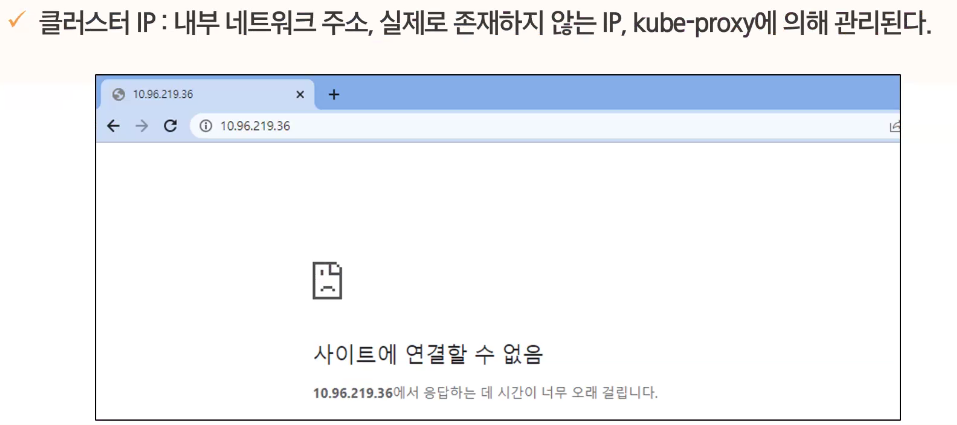 ✓ 클러스터 IP : 내부 네트워크 주소, 실제로 존재하지 않는 IP, kube-proxy에 의해 관리된다.
10.96.219.36
10.96.219.36
사이트에 연결할 수 없음
10.96.219.36에서 응답하는 데 시간이 너무 오래 걸립니다.